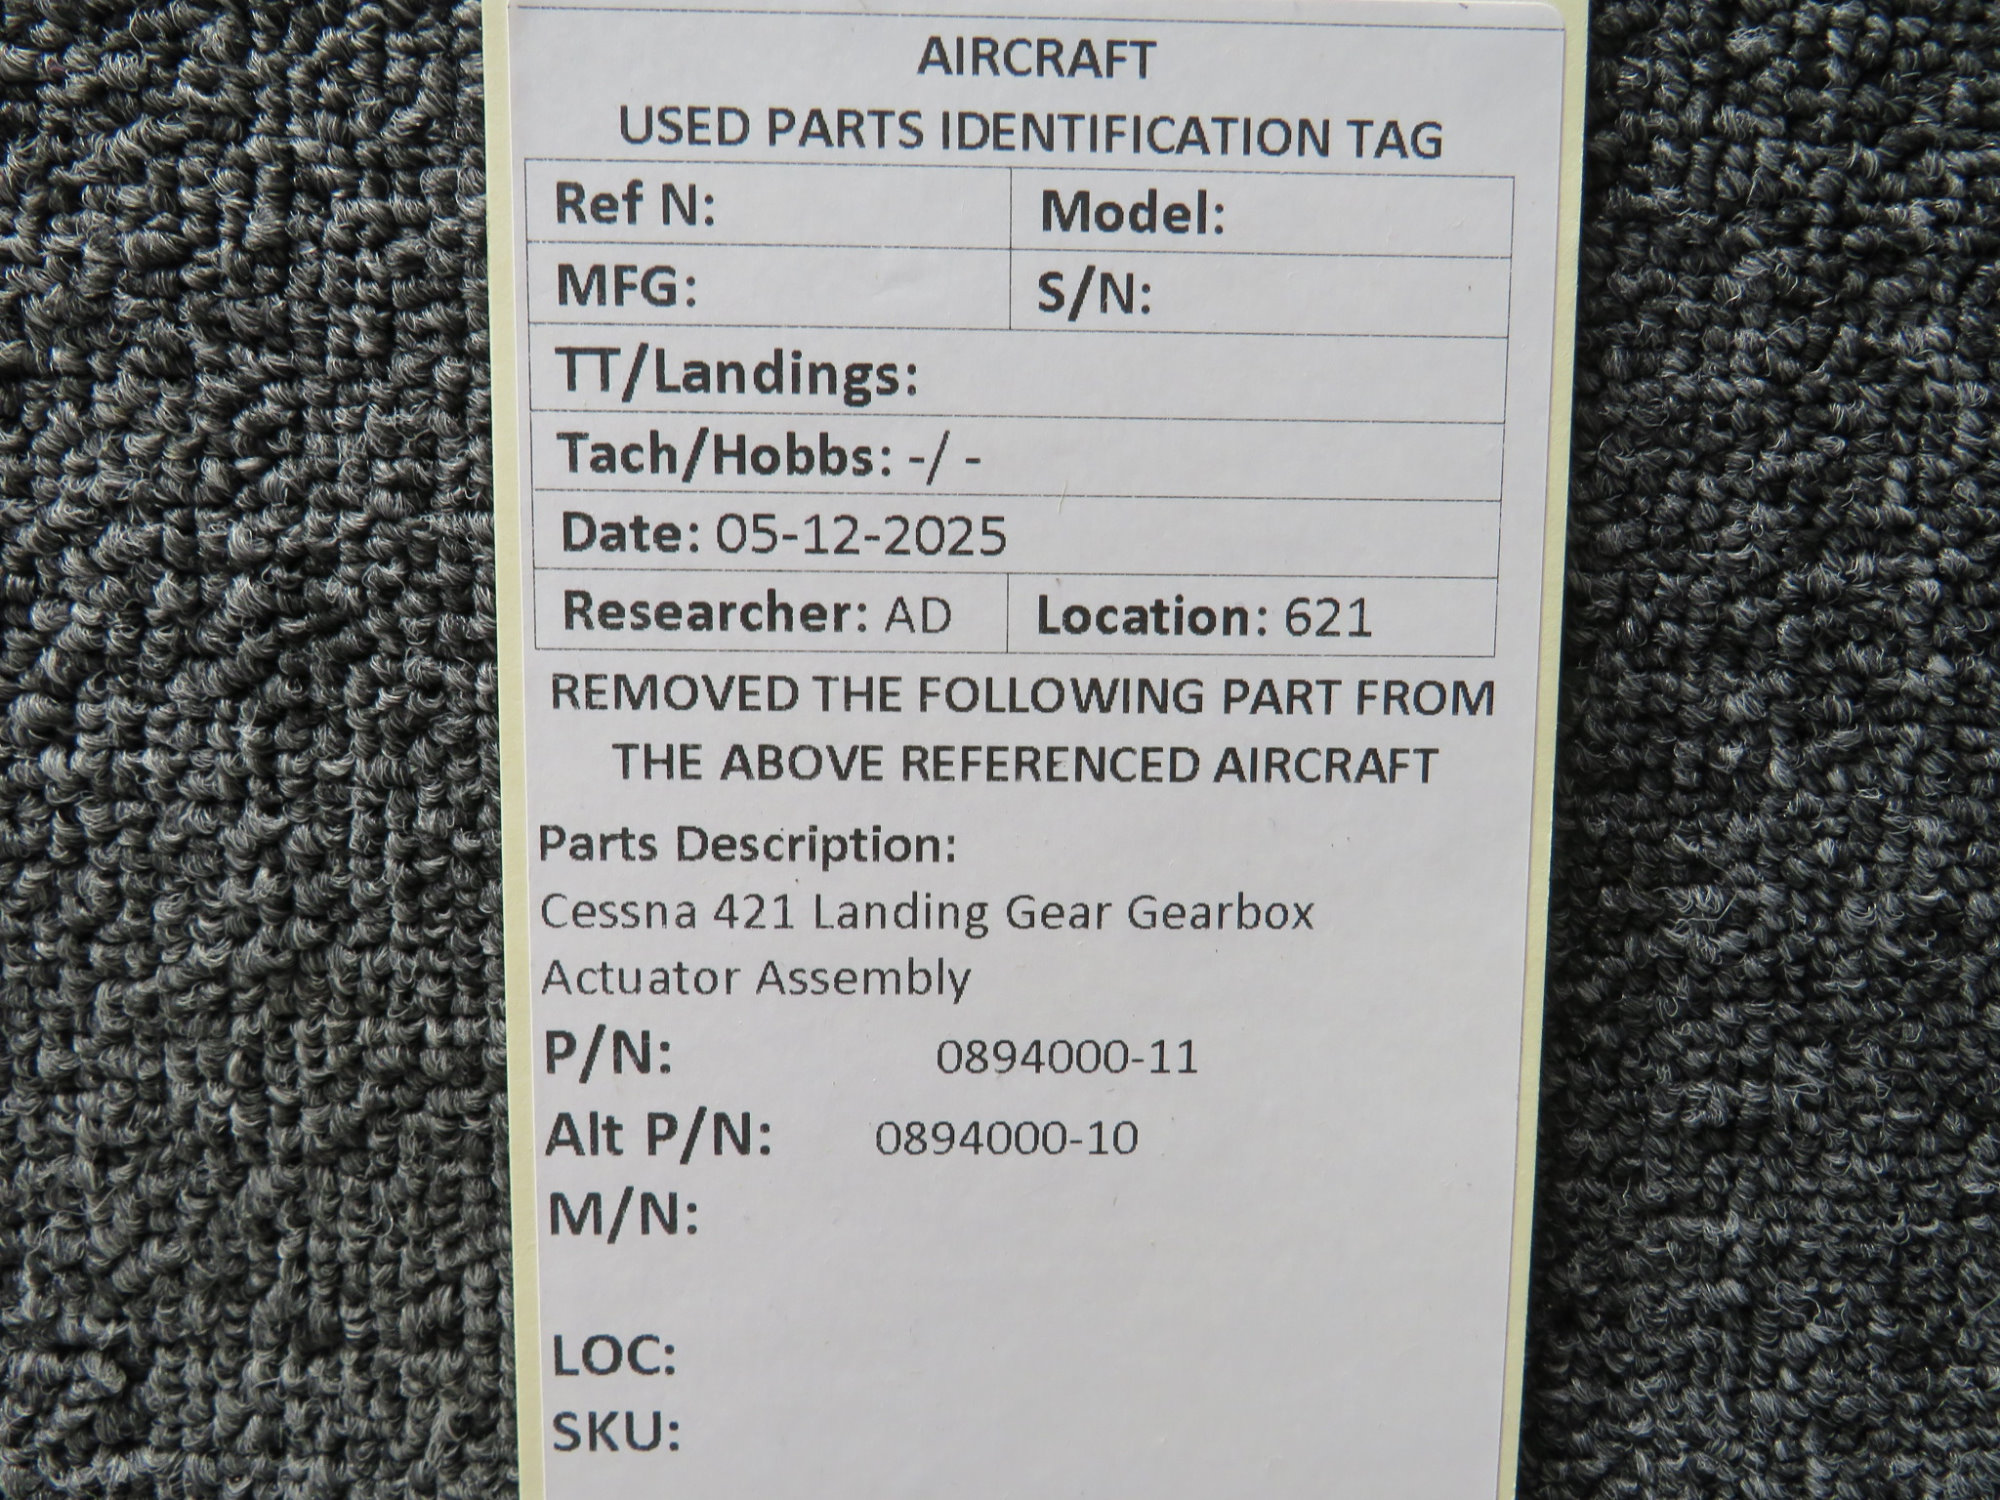 AIRCRAFT
USED PARTS IDENTIFICATION TAG
Ref N: Model:
MFG: S/N:
TT/Landings:
Tach/Hobbs: -/ -
Date: 05-12-2025
Researcher: AD Location: 621
REMOVED THE FOLLOWING PART FROM
THE ABOVE REFERENCED AIRCRAFT
Parts Description:
Cessna 421 Landing Gear Gearbox
Actuator Assembly
P/N: 0894000-11
Alt P/N: 0894000-10
M/N:
LOC:
SKU: